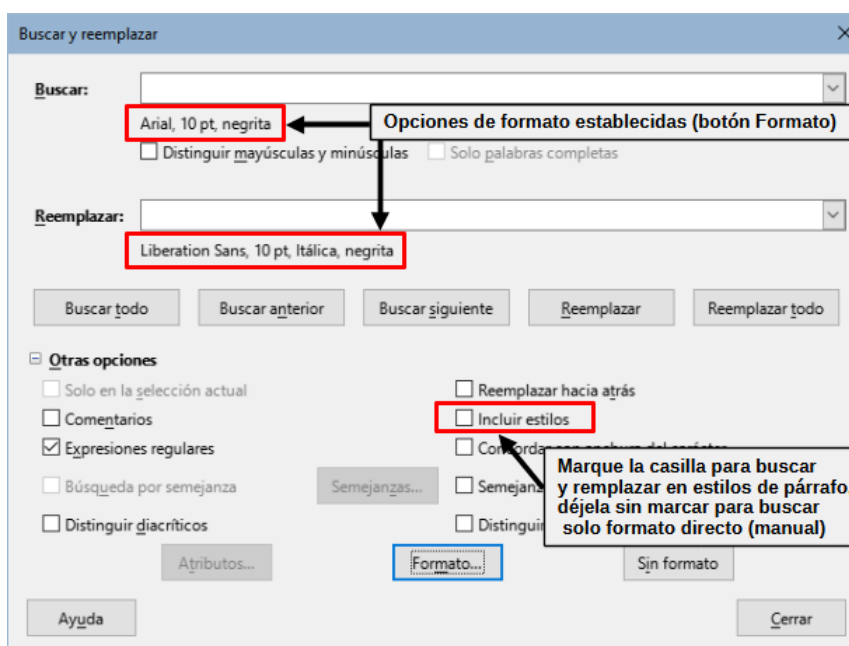 Buscar y reemplazar
Buscar:
Arial, 10 pt, negrita
Opciones de formato establecidas (botón Formato)
Distinguir mayúsculas y minúsculas
Solo palabras completas
Reemplazar:
Liberation Sans, 10 pt, Itálica, negrita
Buscar todo
Buscar anterior
Buscar siguiente
Reemplazar
Reemplazar todo
Otras opciones
Solo en la selección actual
Reemplazar hacia atrás
Comentarios
Incluir estilos
Expresiones regulares
Marque la casilla para buscar
y remplazar en estilos de párrafo,
déjela sin marcar para buscar
solo formato directo (manual)
Búsqueda por semejanza
Semejanzas...
Distinguir diacríticos
Atributos...
Formato...
Sin formato
Ayuda
Cerrar